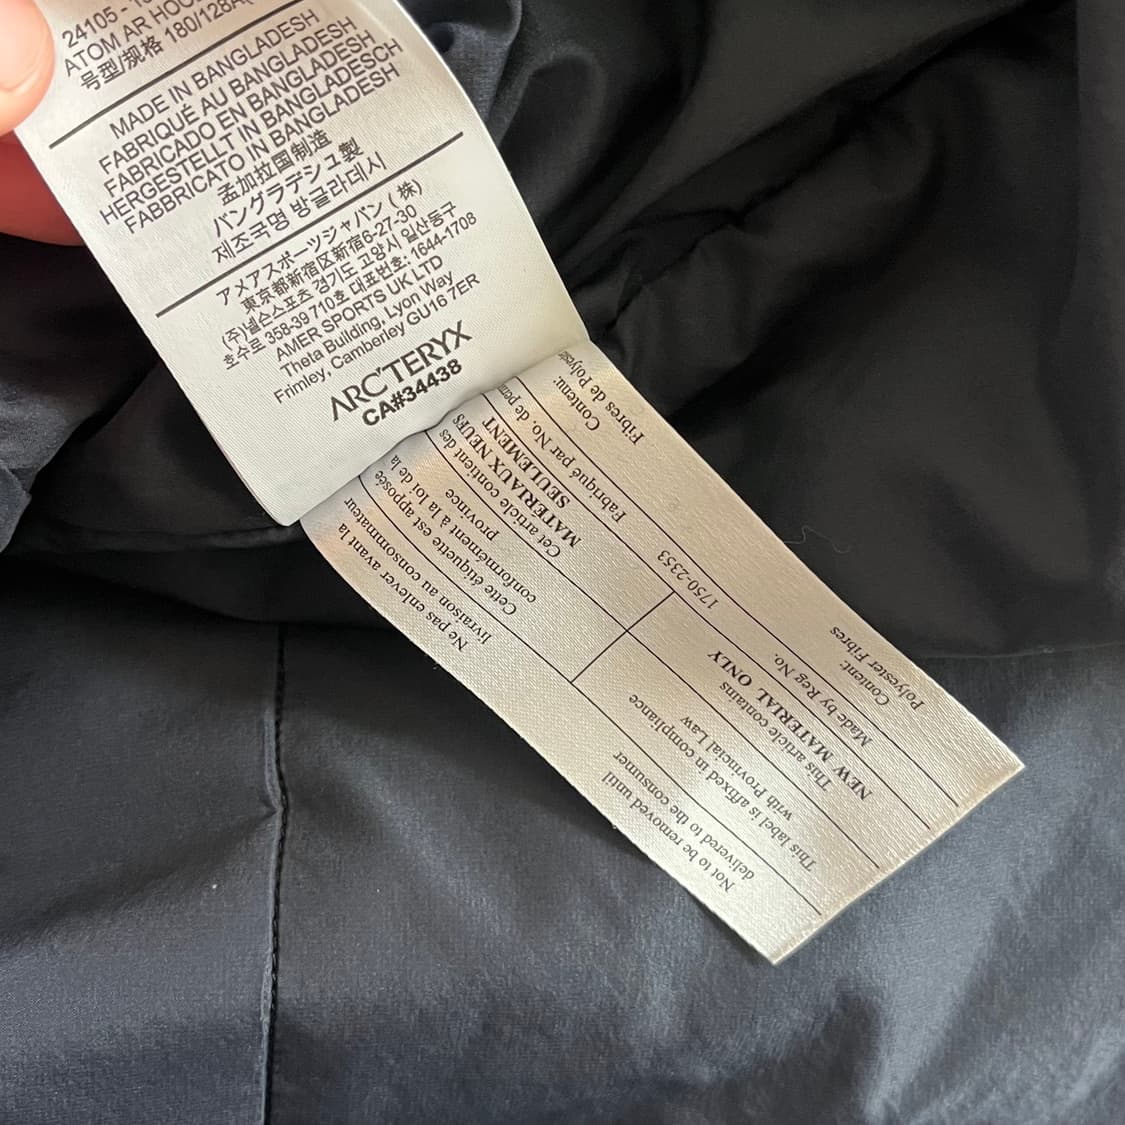 24105 - 
ATOM AR
号型/规格 180/128A(
MADE IN BANGLADESH
FABRIQUÉ AU BANGLADESH
FABRICADO EN BANGLADESH
HERGESTELLT IN BANGLADESCH
FABBRICATO IN BANGLADESH
孟加拉国制造
バングラデシュ製
제조국명 방글라데시
アメアスポーツジャパン (株)
東京都新宿区新宿6-27-30
(주)넬슨스포츠 경기도 고양시 일산동구
호수로 358-39 710호 대표번호: 1644-1708
AMER SPORTS UK LTD
Theta Building, Lyon Way
Frimley, Camberley GU16 7ER
ARC'TERYX
CA#34438
Ne pas enlever avant la
livraison au consommateur
Cette étiquette est apposée
conformément à la loi de la
province
Cet article contient des
MATERIAUX NEUFS
SEULEMENT
Fabriqué par No. de
Contenu:
Fibres de
1750-2353
Not to be removed until
delivered to the consumer
This label is affixed in compliance
with Provincial Law
This article contains
NEW MATERIAL ONLY
Made by Reg No.
Content:
Polyester Fibres